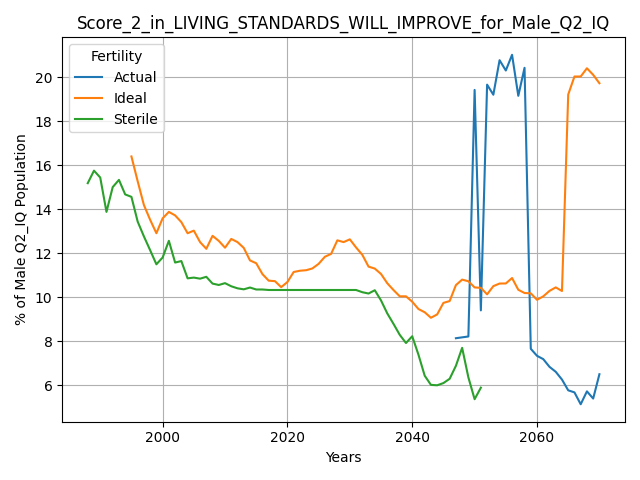 Score_2_in_LIVING_STANDARDS_WILL_IMPROVE_for_Male_Q2_IQ
Fertility
Actual
Ideal
Sterile
% of Male Q2_IQ Population
20
18
16
14
12
10
8
6
2000
2020
2040
2060
Years